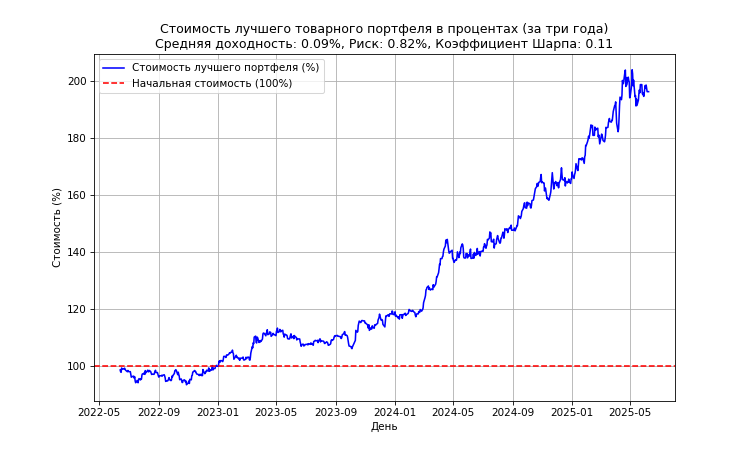 Стоимость лучшего товарного портфеля в процентах (за три года)
Средняя доходность: 0.09%, Риск: 0.82%, Коэффициент Шарпа: 0.11
Стоимость лучшего портфеля (%)
Начальная стоимость (100%)
Стоимость (%)
200
180
160
140
120
100
2022-05 2022-09 2023-01 2023-05 2023-09 2024-01 2024-05 2024-09 2025-01 2025-05
День